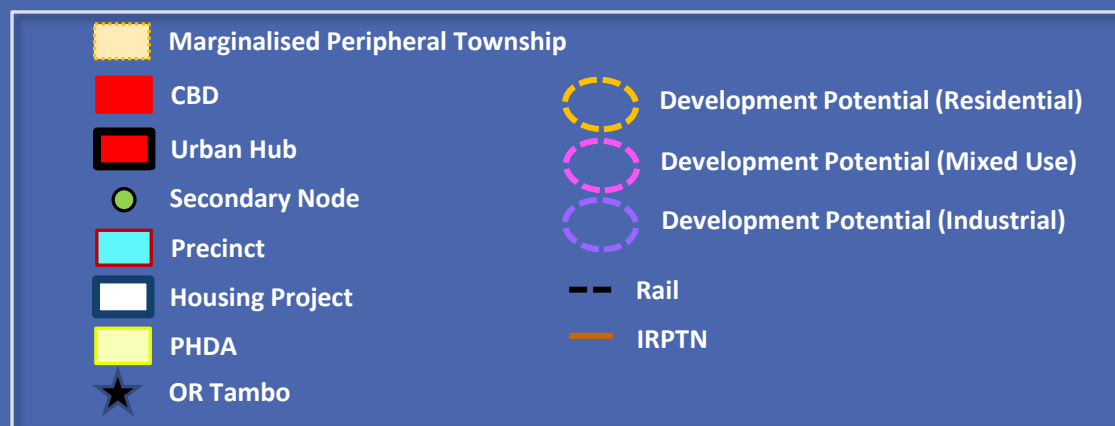 Marginalised Peripheral Township
CBD
Urban Hub
Secondary Node
Precinct
Housing Project
PHDA
OR Tambo
Development Potential (Residential)
Development Potential (Mixed Use)
Development Potential (Industrial)
Rail
IRPTN